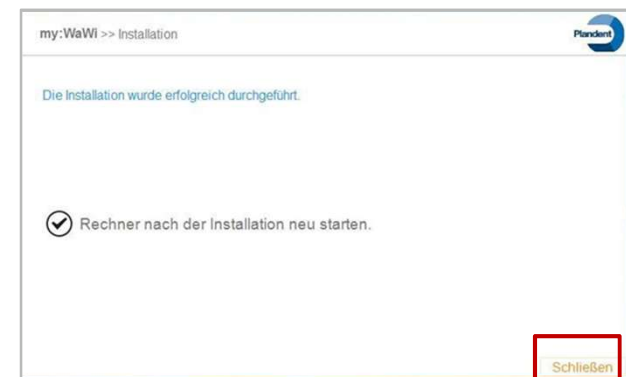 my:WaWi >> Installation
Plandent
Die Installation wurde erfolgreich durchgeführt.
Rechner nach der Installation neu starten.
Schließen